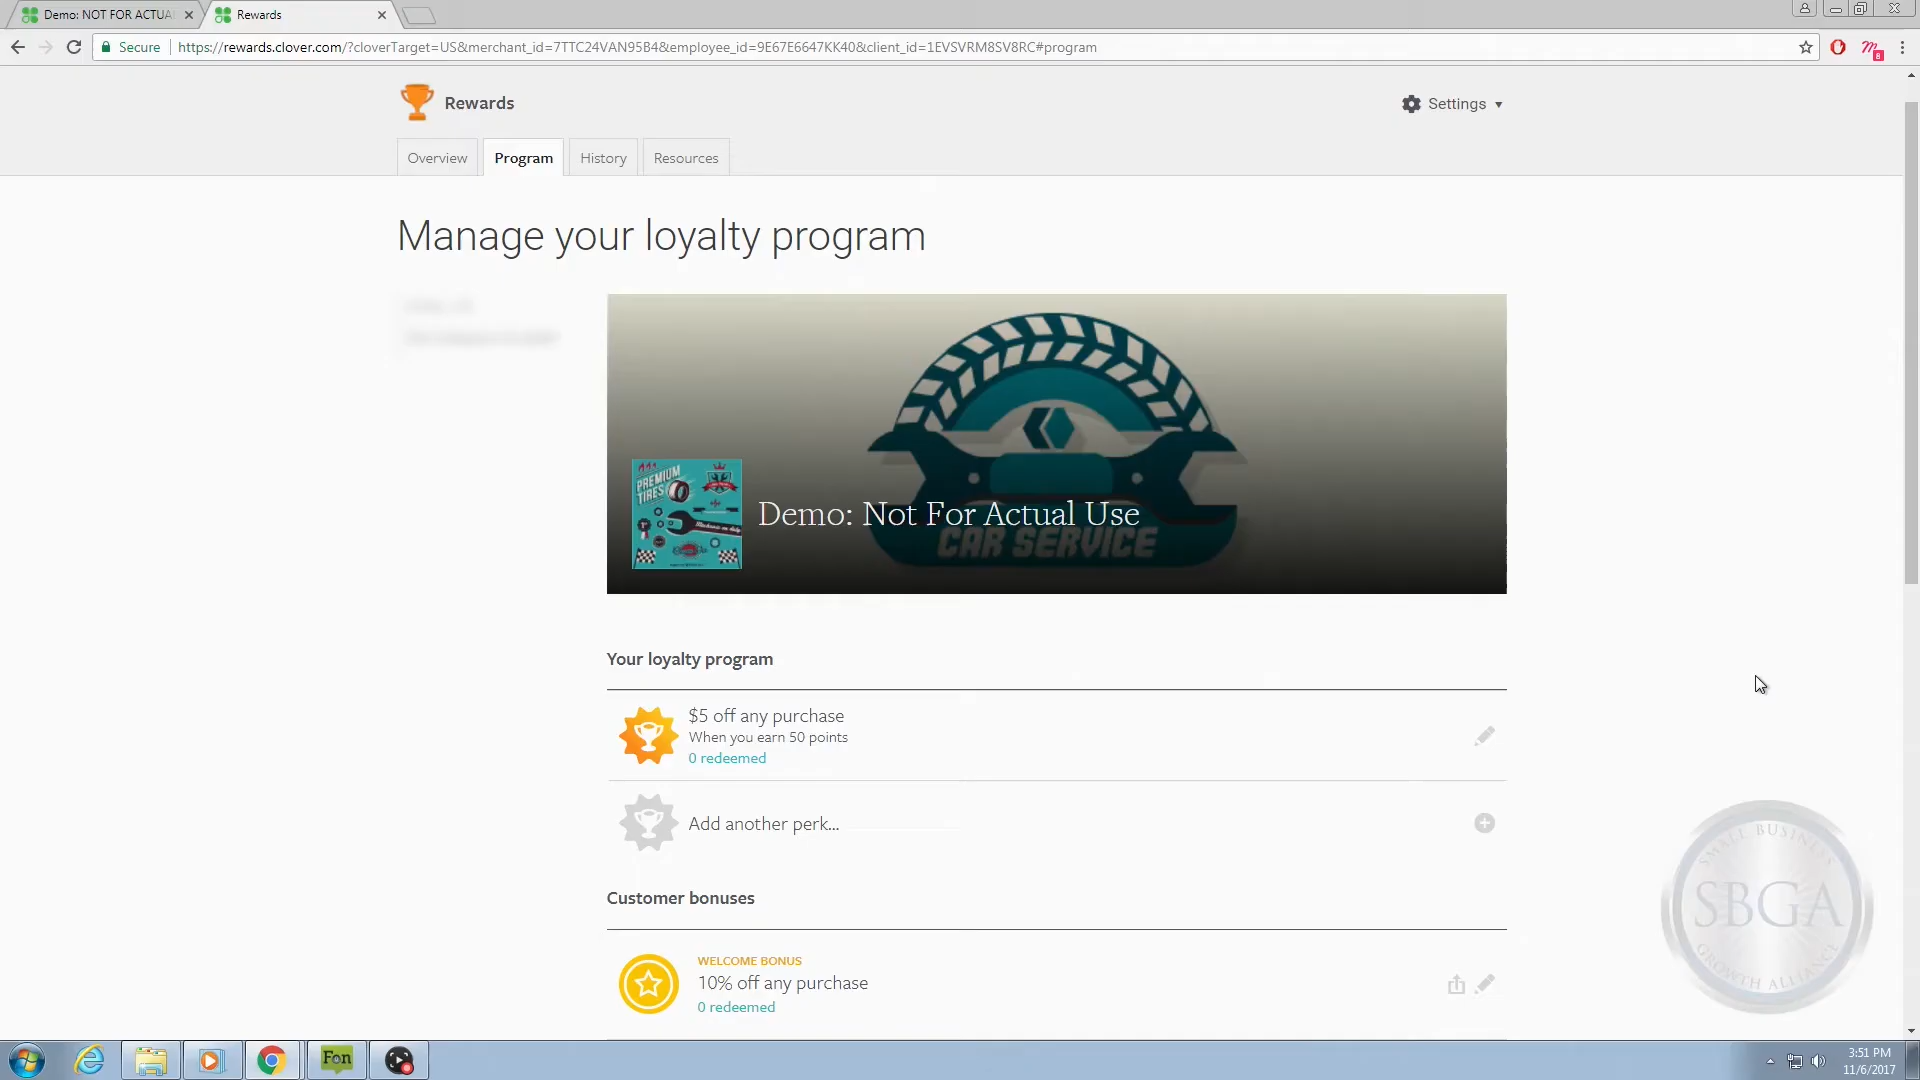 Demo: NOT FOR ACTUA
Rewards
Secure
https://rewards.clover.com/?cloverTarget=US&merchant_id=7TTC24VAN95B4&employee_id=9E67E6647KK40&client_id=1EVSVRM8SV8RC#program
8
Rewards
Settings
Overview
Program
History
Resources
Manage your loyalty program
PREMIUM
TIRES
Demo: Not For Actual Use
CAR SERVICE
Your loyalty program
$5 off any purchase
When you earn 50 points
0 redeemed
Add another perk...
Customer bonuses
WELCOME BONUS
10% off any purchase
0 redeemed
SMALL BUSINESS
SBGA
GROWTH ALLIANCE
Fon
3:51 PM
11/6/2017